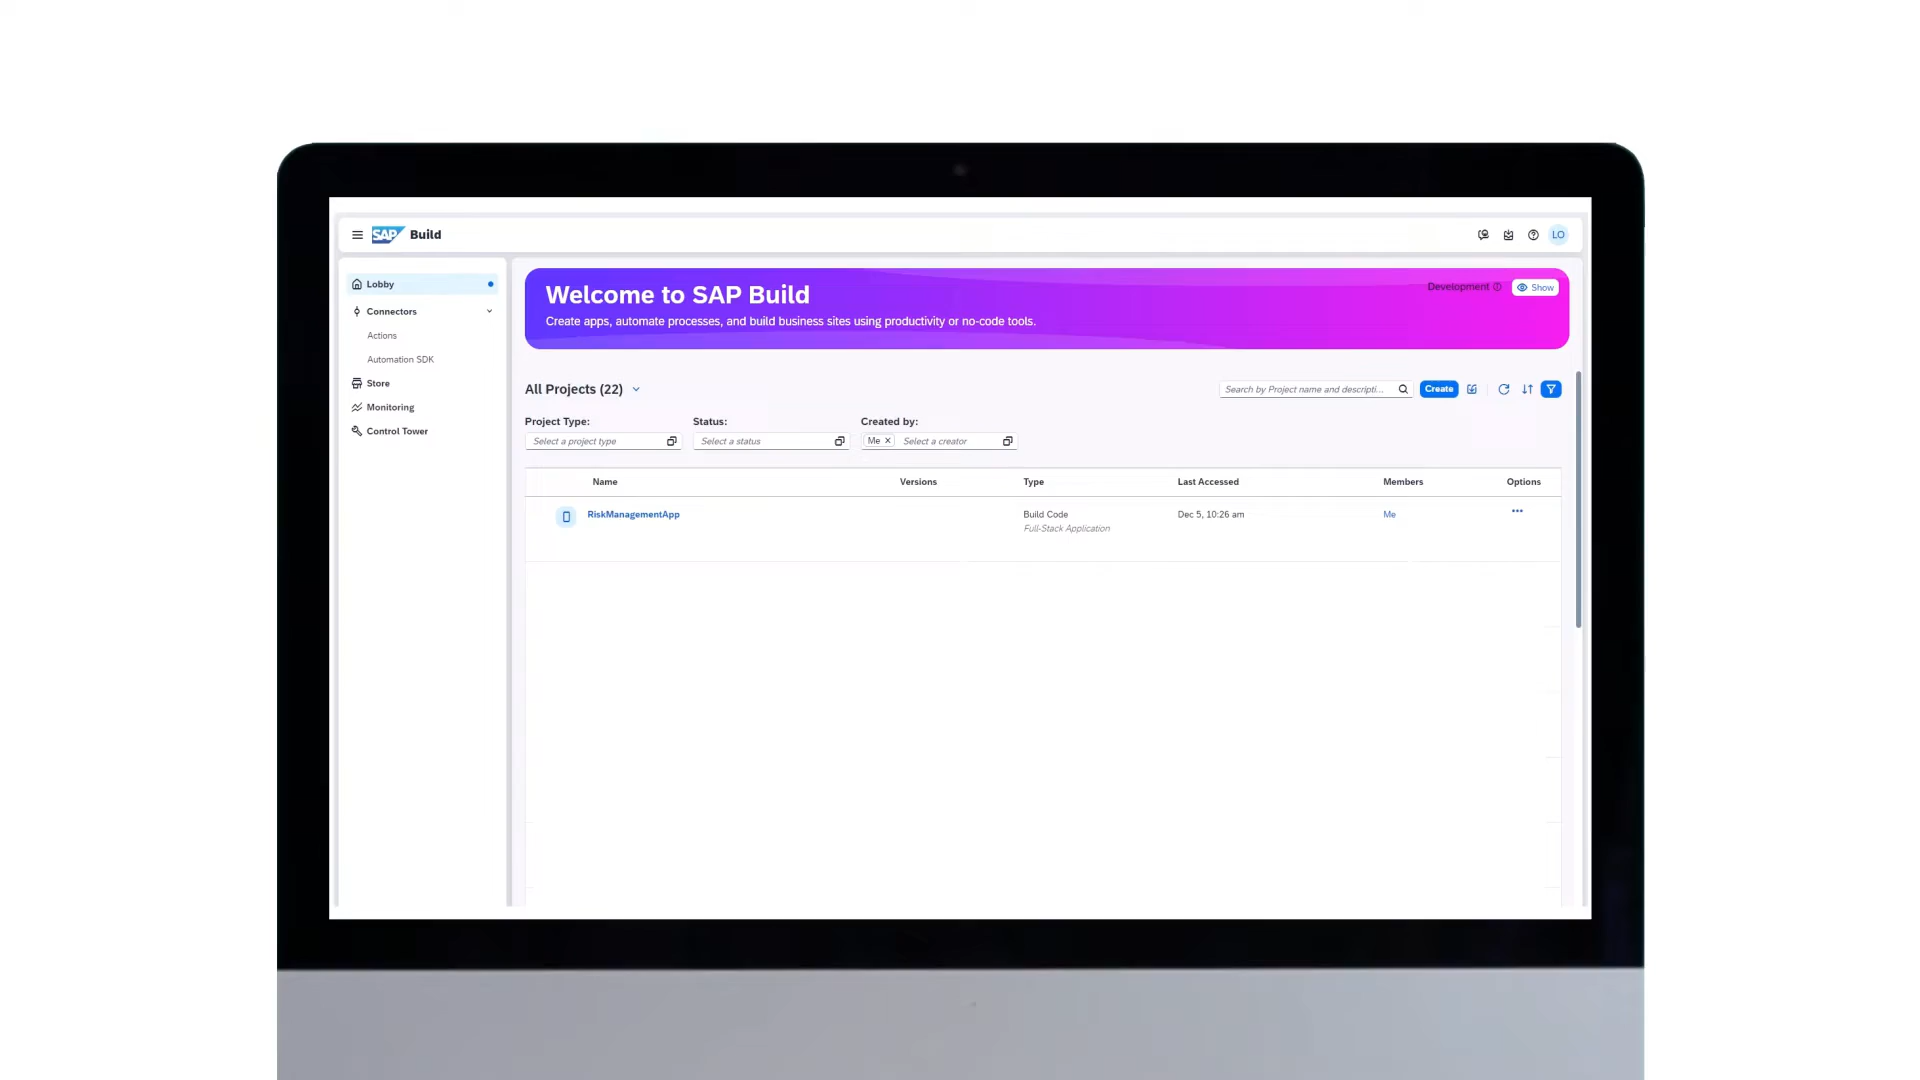 SAP Build
LO
Lobby
Connectors
Actions
Automation SDK
Store
Monitoring
Control Tower
Welcome to SAP Build
Create apps, automate processes, and build business sites using productivity or no-code tools.
Development
Show
All Projects (22)
Search by Project name and descripti...
Create
Project Type:
Status:
Created by:
Select a project type
Select a status
Me
Select a creator
Name
Versions
Type
Last Accessed
Members
Options
RiskManagementApp
Build Code
Dec 5, 10:26 am
Me
Full-Stack Application